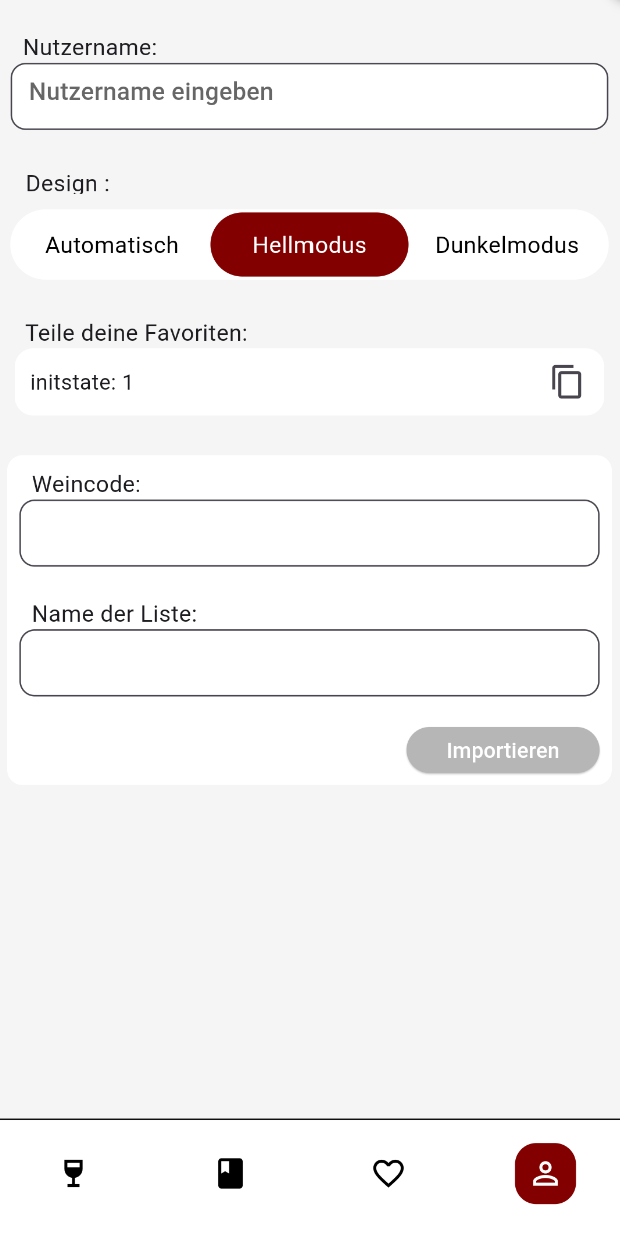 Nutzername:
Nutzername eingeben
Design :
Automatisch Hellmodus Dunkelmodus
Teile deine Favoriten:
initstate: 1
Weincode:
Name der Liste:
Importieren